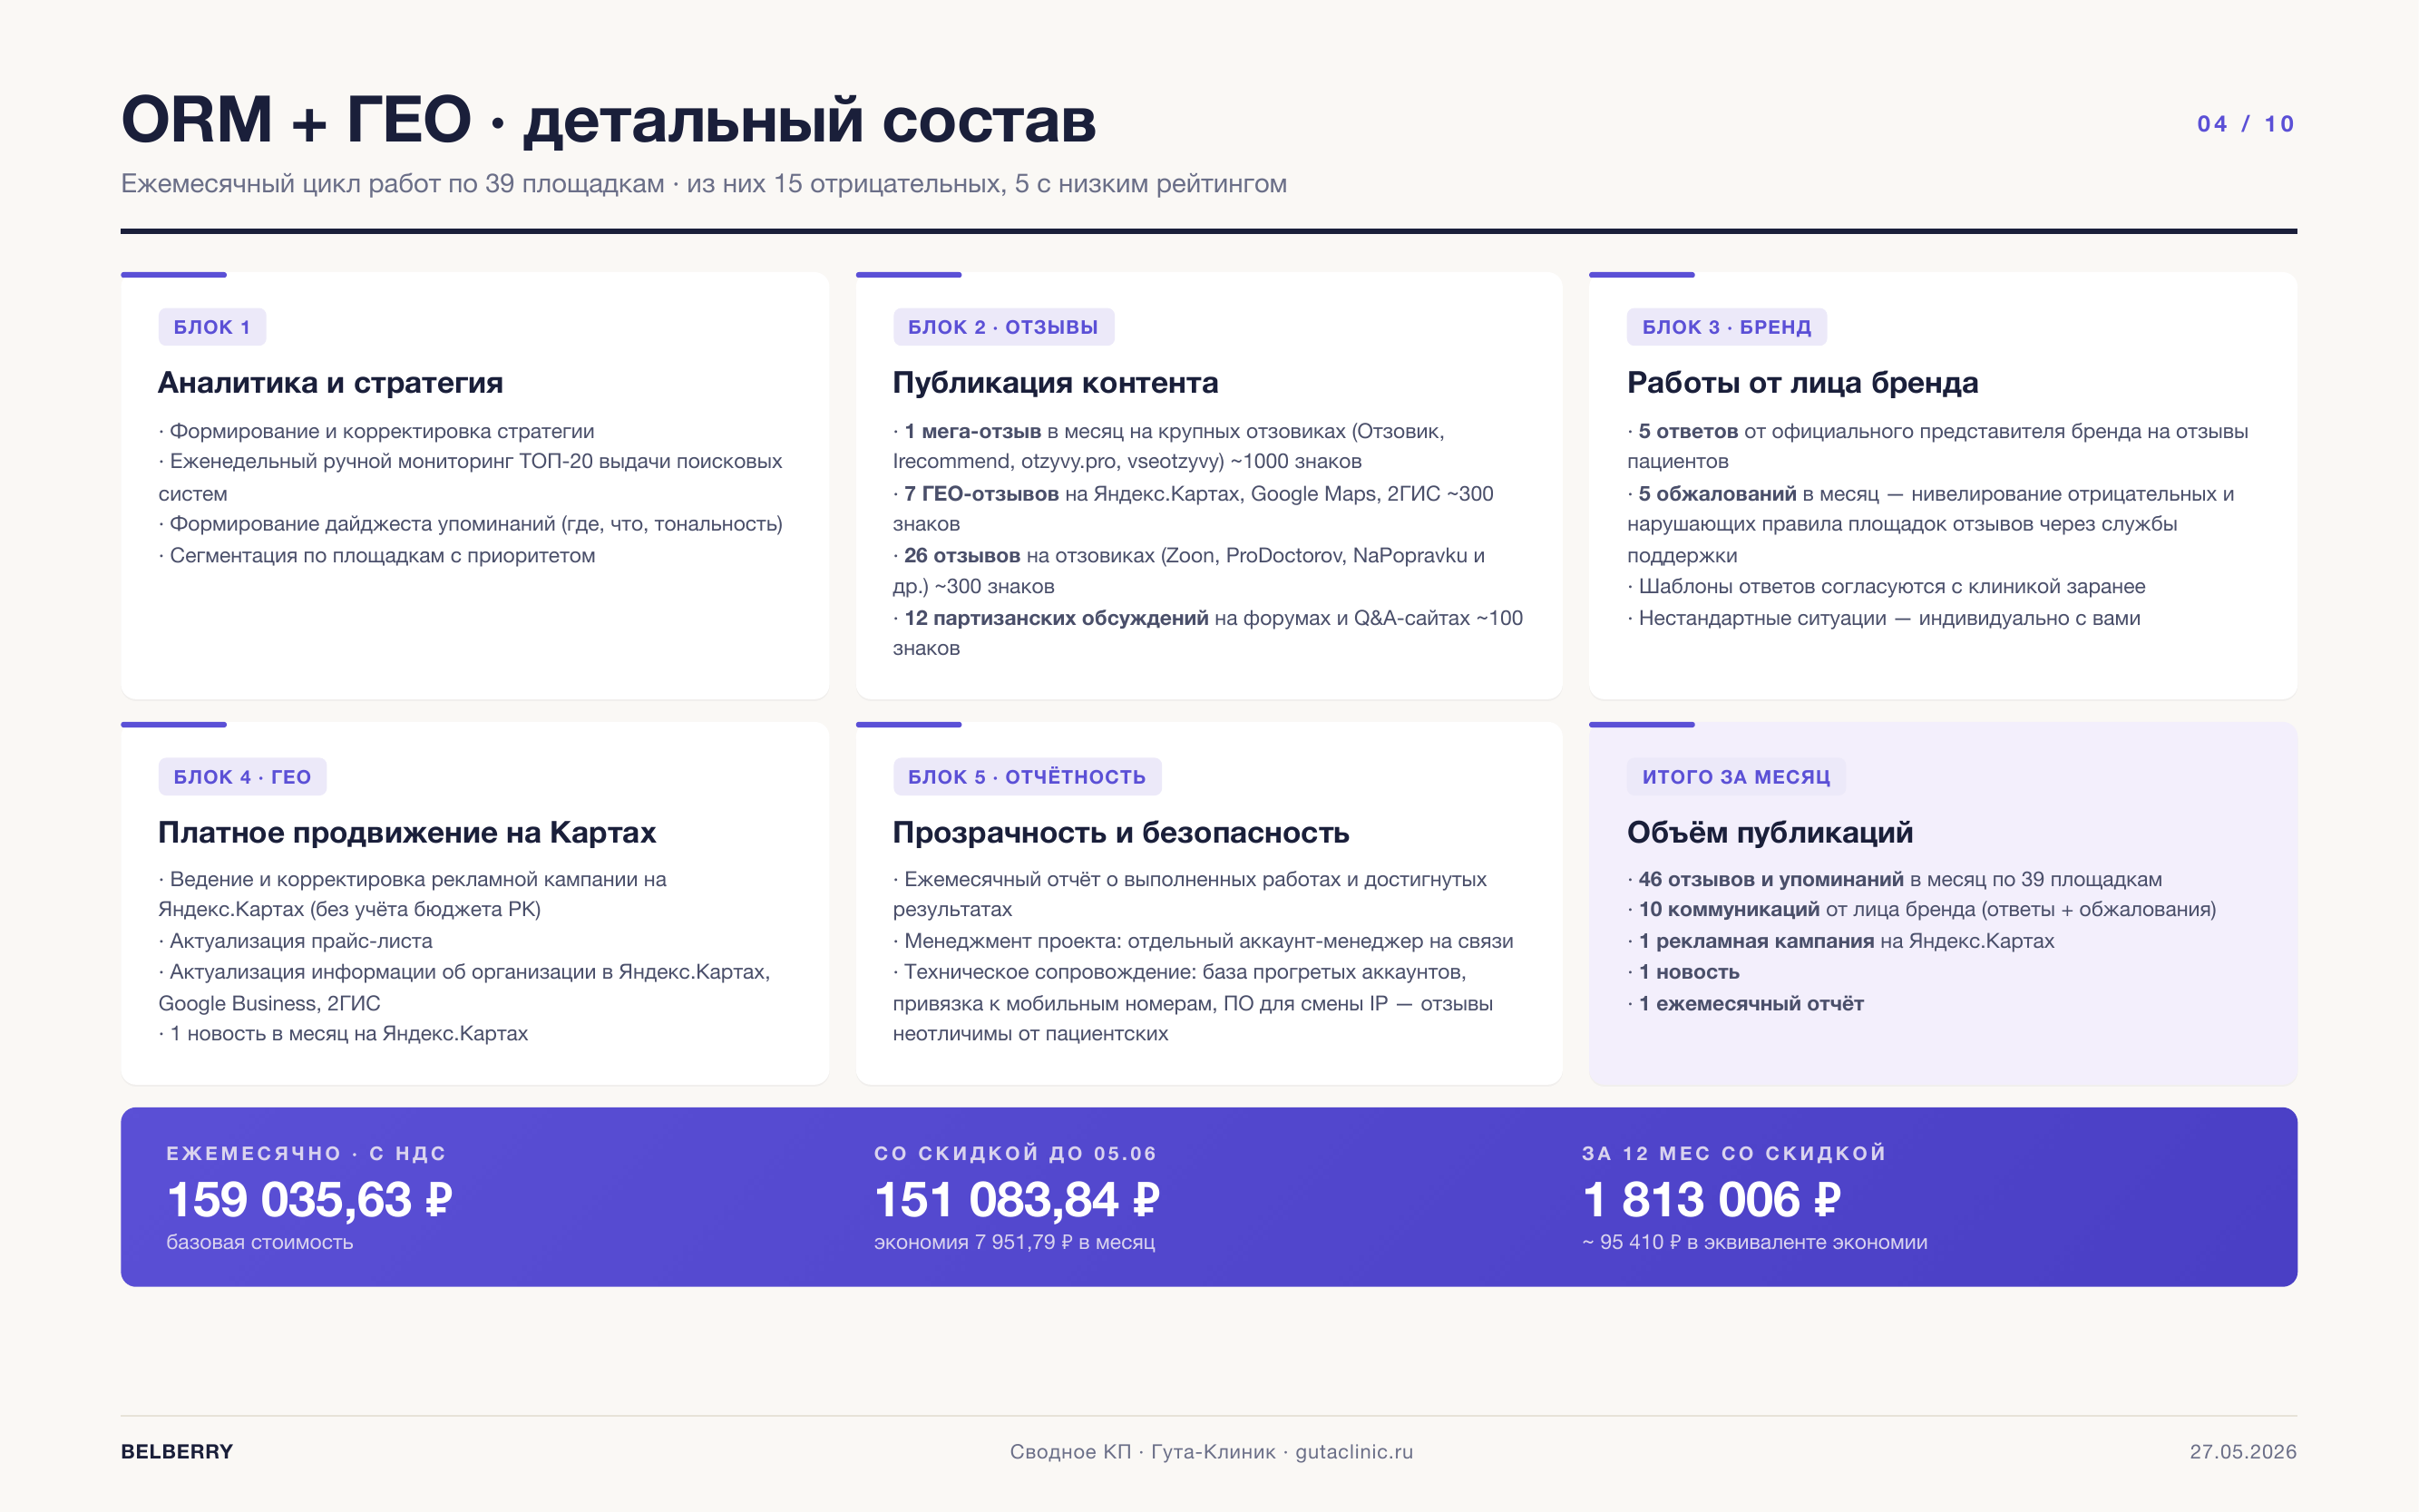 ORM + ГЕО · детальный состав
04 / 10
Ежемесячный цикл работ по 39 площадкам · из них 15 отрицательных, 5 с низким рейтингом
БЛОК 1
Аналитика и стратегия
· Формирование и корректировка стратегии
· Еженедельный ручной мониторинг ТОП-20 выдачи поисковых
систем
· Формирование дайджеста упоминаний (где, что, тональность)
· Сегментация по площадкам с приоритетом
БЛОК 2 · ОТЗЫВЫ
Публикация контента
· 1 мега-отзыв в месяц на крупных отзовиках (Отзовик,
Irecommend, otzyvy.pro, vseotzyvy) ~1000 знаков
· 7 ГЕО-отзывов на Яндекс.Картах, Google Maps, 2ГИС ~300
знаков
· 26 отзывов на отзовиках (Zoon, ProDoctorov, NaPopravku и
др.) ~300 знаков
· 12 партизанских обсуждений на форумах и Q&A-сайтах ~100
знаков
БЛОК 3 · БРЕНД
Работы от лица бренда
· 5 ответов от официального представителя бренда на отзывы
пациентов
· 5 обжалований в месяц — нивелирование отрицательных и
нарушающих правила площадок отзывов через службы
поддержки
· Шаблоны ответов согласуются с клиникой заранее
· Нестандартные ситуации — индивидуально с вами
БЛОК 4 · ГЕО
Платное продвижение на Картах
· Ведение и корректировка рекламной кампании на
Яндекс.Картах (без учёта бюджета РК)
· Актуализация прайс-листа
· Актуализация информации об организации в Яндекс.Картах,
Google Business, 2ГИС
· 1 новость в месяц на Яндекс.Картах
БЛОК 5 · ОТЧЁТНОСТЬ
Прозрачность и безопасность
· Ежемесячный отчёт о выполненных работах и достигнутых
результатах
· Менеджмент проекта: отдельный аккаунт-менеджер на связи
· Техническое сопровождение: база прогретых аккаунтов,
привязка к мобильным номерам, ПО для смены IP — отзывы
неотличимы от пациентских
ИТОГО ЗА МЕСЯЦ
Объём публикаций
· 46 отзывов и упоминаний в месяц по 39 площадкам
· 10 коммуникаций от лица бренда (ответы + обжалования)
· 1 рекламная кампания на Яндекс.Картах
· 1 новость
· 1 ежемесячный отчёт
ЕЖЕМЕСЯЧНО · С НДС
159 035,63 ₽
базовая стоимость
СО СКИДКОЙ ДО 05.06
151 083,84 ₽
экономия 7 951,79 ₽ в месяц
ЗА 12 МЕС СО СКИДКОЙ
1 813 006 ₽
~ 95 410 ₽ в эквиваленте экономии
BELBERRY
Сводное КП · Гута-Клиник · gutaclinic.ru
27.05.2026